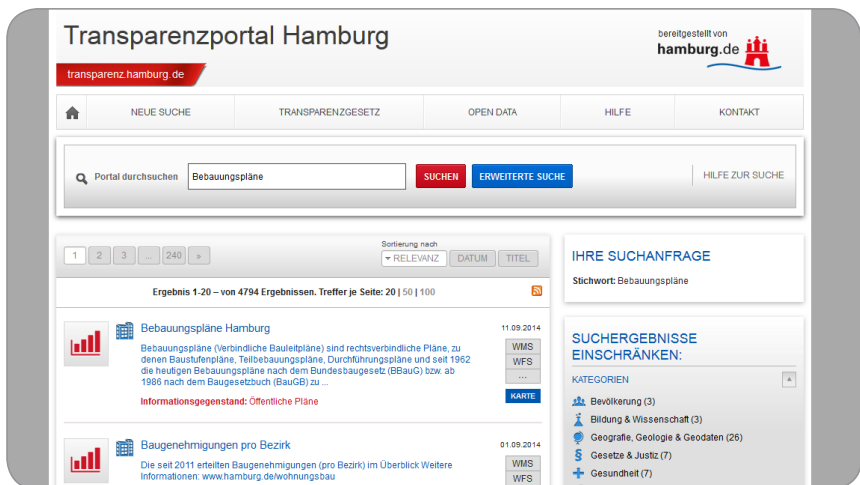 Transparenzportal Hamburg
bereitgestellt von
hamburg.de
transparenz.hamburg.de
NEUE SUCHE
TRANSPARENZGESETZ
OPEN DATA
HILFE
KONTAKT
Portal durchsuchen
Bebauungspläne
SUCHEN
ERWEITERTE SUCHE
HILFE ZUR SUCHE
1 2 3 ... 240 »
Sortierung nach
RELEVANZ DATUM TITEL
Ergebnis 1-20 – von 4794 Ergebnissen. Treffer je Seite: 20 | 50 | 100
Bebauungspläne Hamburg
11.09.2014
Bebauungspläne (Verbindliche Bauleitpläne) sind rechtsverbindliche Pläne, zu
denen Baustufenpläne, Teilbebauungspläne, Durchführungspläne und seit 1962
die heutigen Bebauungspläne nach dem Bundesbaugesetz (BBauG) bzw. ab
1986 nach dem Baugesetzbuch (BauGB) zu ...
Informationsgegenstand: Öffentliche Pläne
WMS
WFS
...
KARTE
Baugenehmigungen pro Bezirk
01.09.2014
Die seit 2011 erteilten Baugenehmigungen (pro Bezirk) im Überblick Weitere
Informationen: www.hamburg.de/wohnungsbau
WMS
WFS
IHRE SUCHANFRAGE
Stichwort: Bebauungspläne
SUCHERGEBNISSE
EINSCHRÄNKEN:
KATEGORIEN
Bevölkerung (3)
Bildung & Wissenschaft (3)
Geografie, Geologie & Geodaten (26)
Gesetze & Justiz (7)
Gesundheit (7)